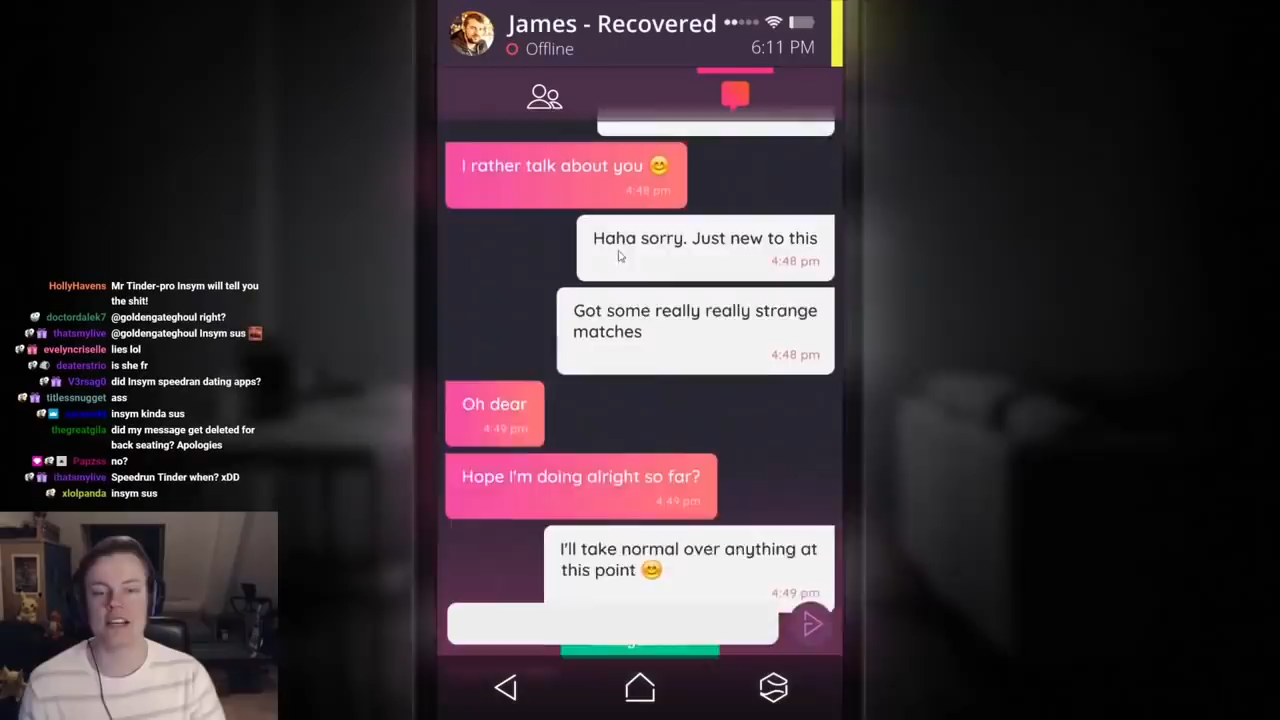 James - Recovered
Offline
6:11 PM
I rather talk about you 😊
4:48 pm
Haha sorry. Just new to this
4:48 pm
Got some really really strange
matches
4:48 pm
Oh dear
4:49 pm
Hope I'm doing alright so far?
4:49 pm
I'll take normal over anything at
this point 😊
4:49 pm
HollyHavens Mr Tinder-pro Insym will tell you
the shit!
doctordalek7 @goldengateghoul right?
thatsmylive @goldengateghoul Insym sus
evelyncriselle lies lol
deaterstrio is she fr
V3rsag0 did Insym speedrun dating apps?
titlessnugget ass
insym kinda sus
thegreatgila did my message get deleted for
back seating? Apologies
Papzss no?
thatsmylive Speedrun Tinder when? xDD
xlolpanda insym sus